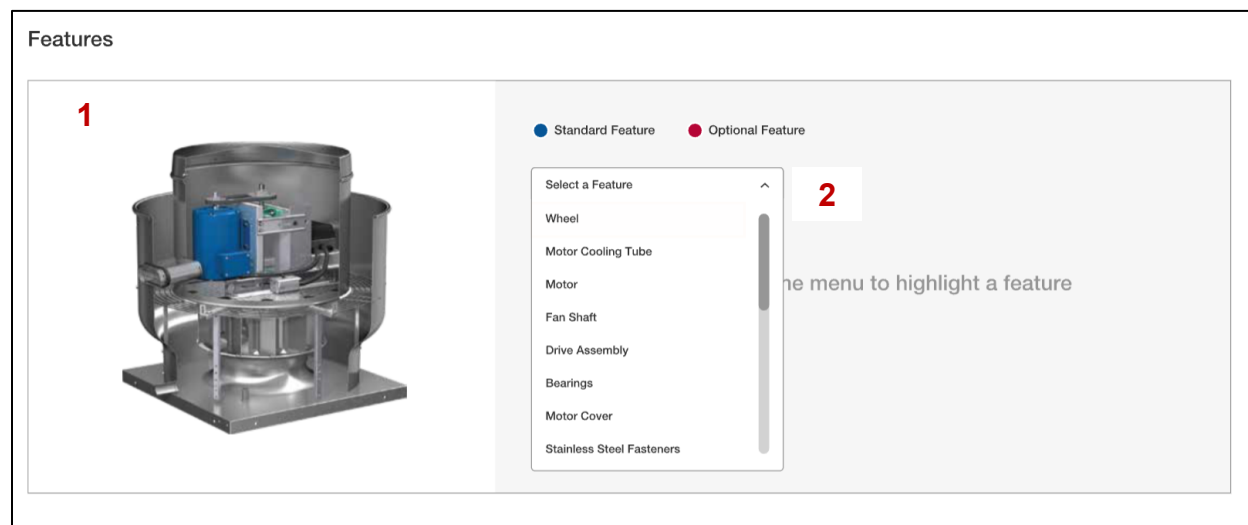 Features
1
Standard Feature
Optional Feature
Select a Feature
2
Wheel
Motor Cooling Tube
Motor
he menu to highlight a feature
Fan Shaft
Drive Assembly
Bearings
Motor Cover
Stainless Steel Fasteners